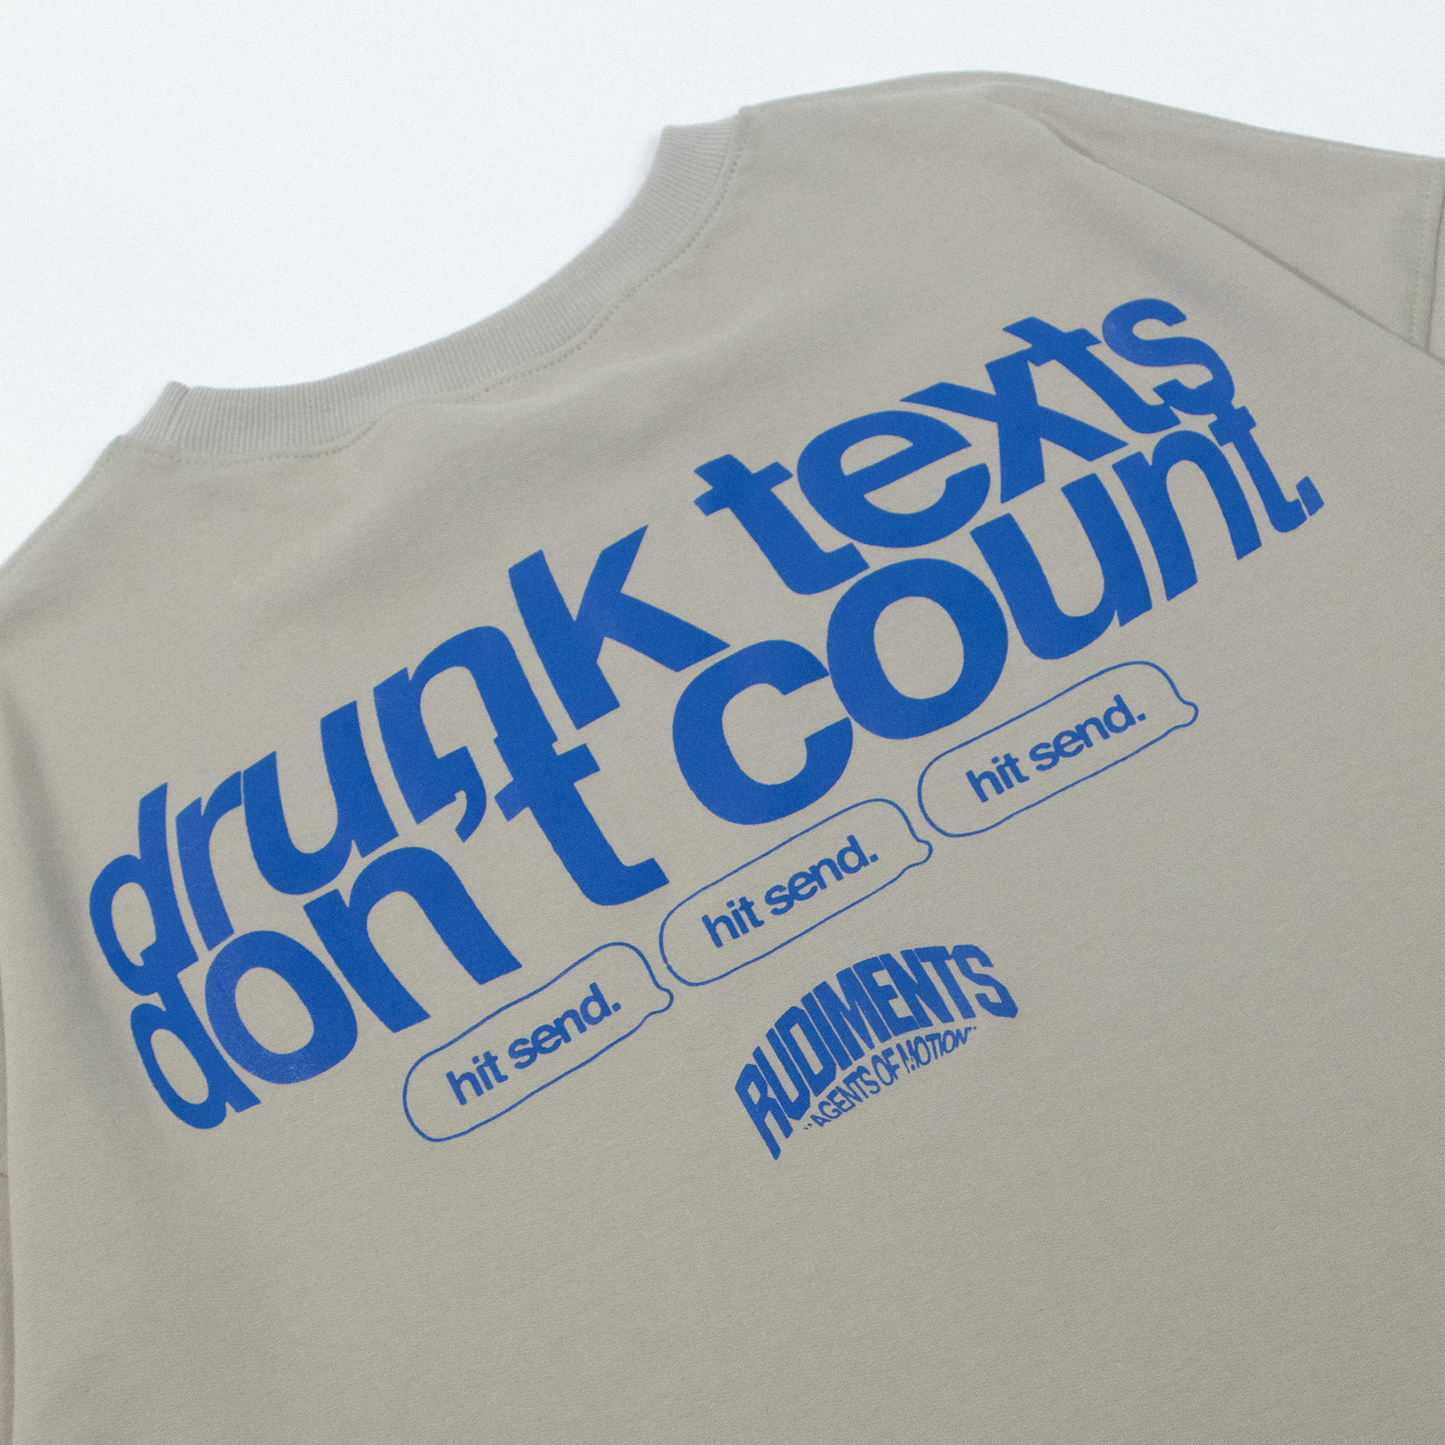 drunk texts
don't count.
hit send. hit send. hit send.
RUDIMENTS
"AGENTS OF MOTION"